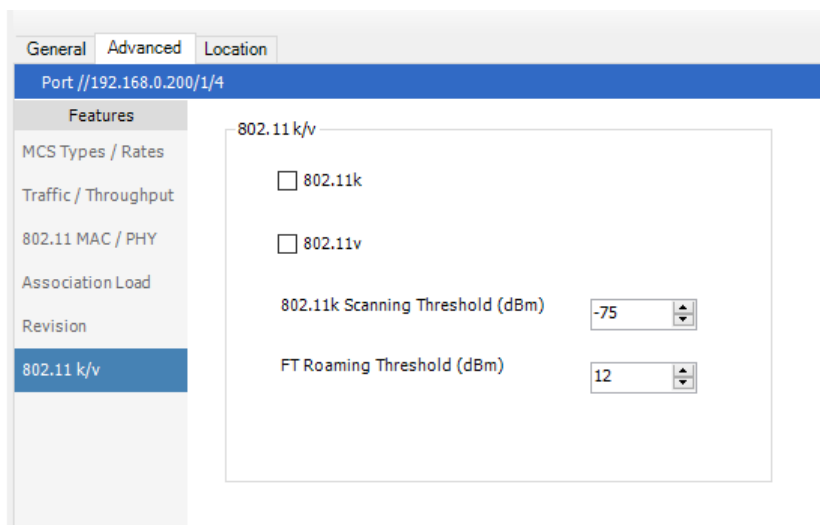 General Advanced Location
Port //192.168.0.200/1/4
Features
MCS Types / Rates
Traffic / Throughput
802.11 MAC / PHY
Association Load
Revision
802.11 k/v
802.11 k/v
802.11k
802.11v
802.11k Scanning Threshold (dBm) -75
FT Roaming Threshold (dBm) 12